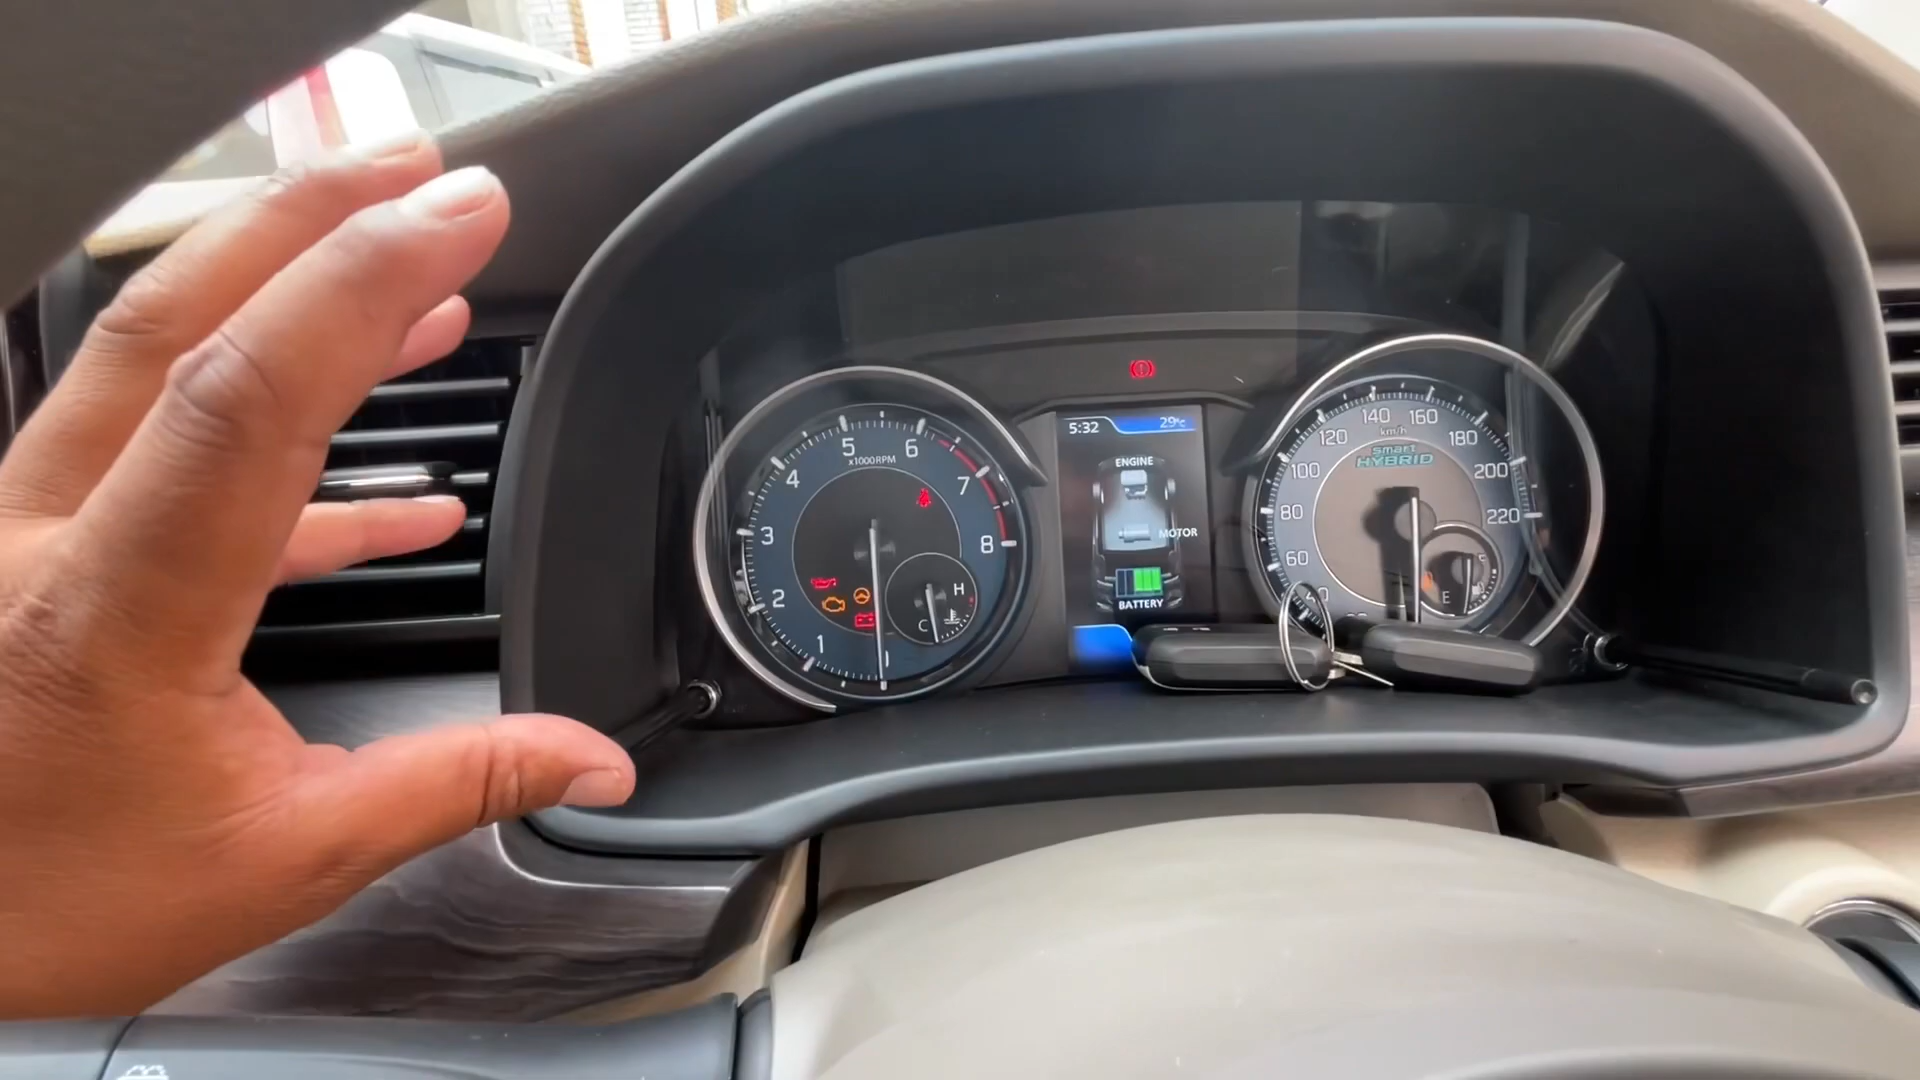 5:32 29°C
ENGINE
MOTOR
BATTERY
1 2 3 4 5 6 7 8
x1000RPM
H
C
60 80 100 120 140 160 180 200 220
km/h
smart
HYBRID
E